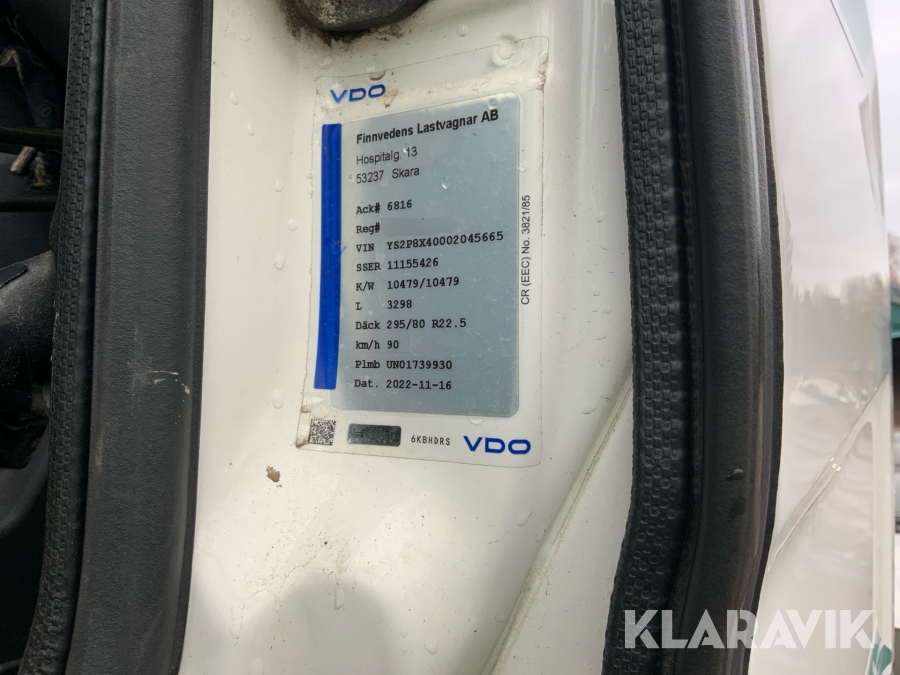 VDO
Finnvedens Lastvagnar AB
Hospitalg. 13
53237 Skara
Ack# 6816
Reg#
VIN YS2P8X40002045665
SSER 11155426
K/W 10479/10479
L 3298
Däck 295/80 R22.5
km/h 90
Plmb UN01739930
Dat. 2022-11-16
CR (EEC) No. 3821/85
6KBHDRS
VDO
KLARAVIK